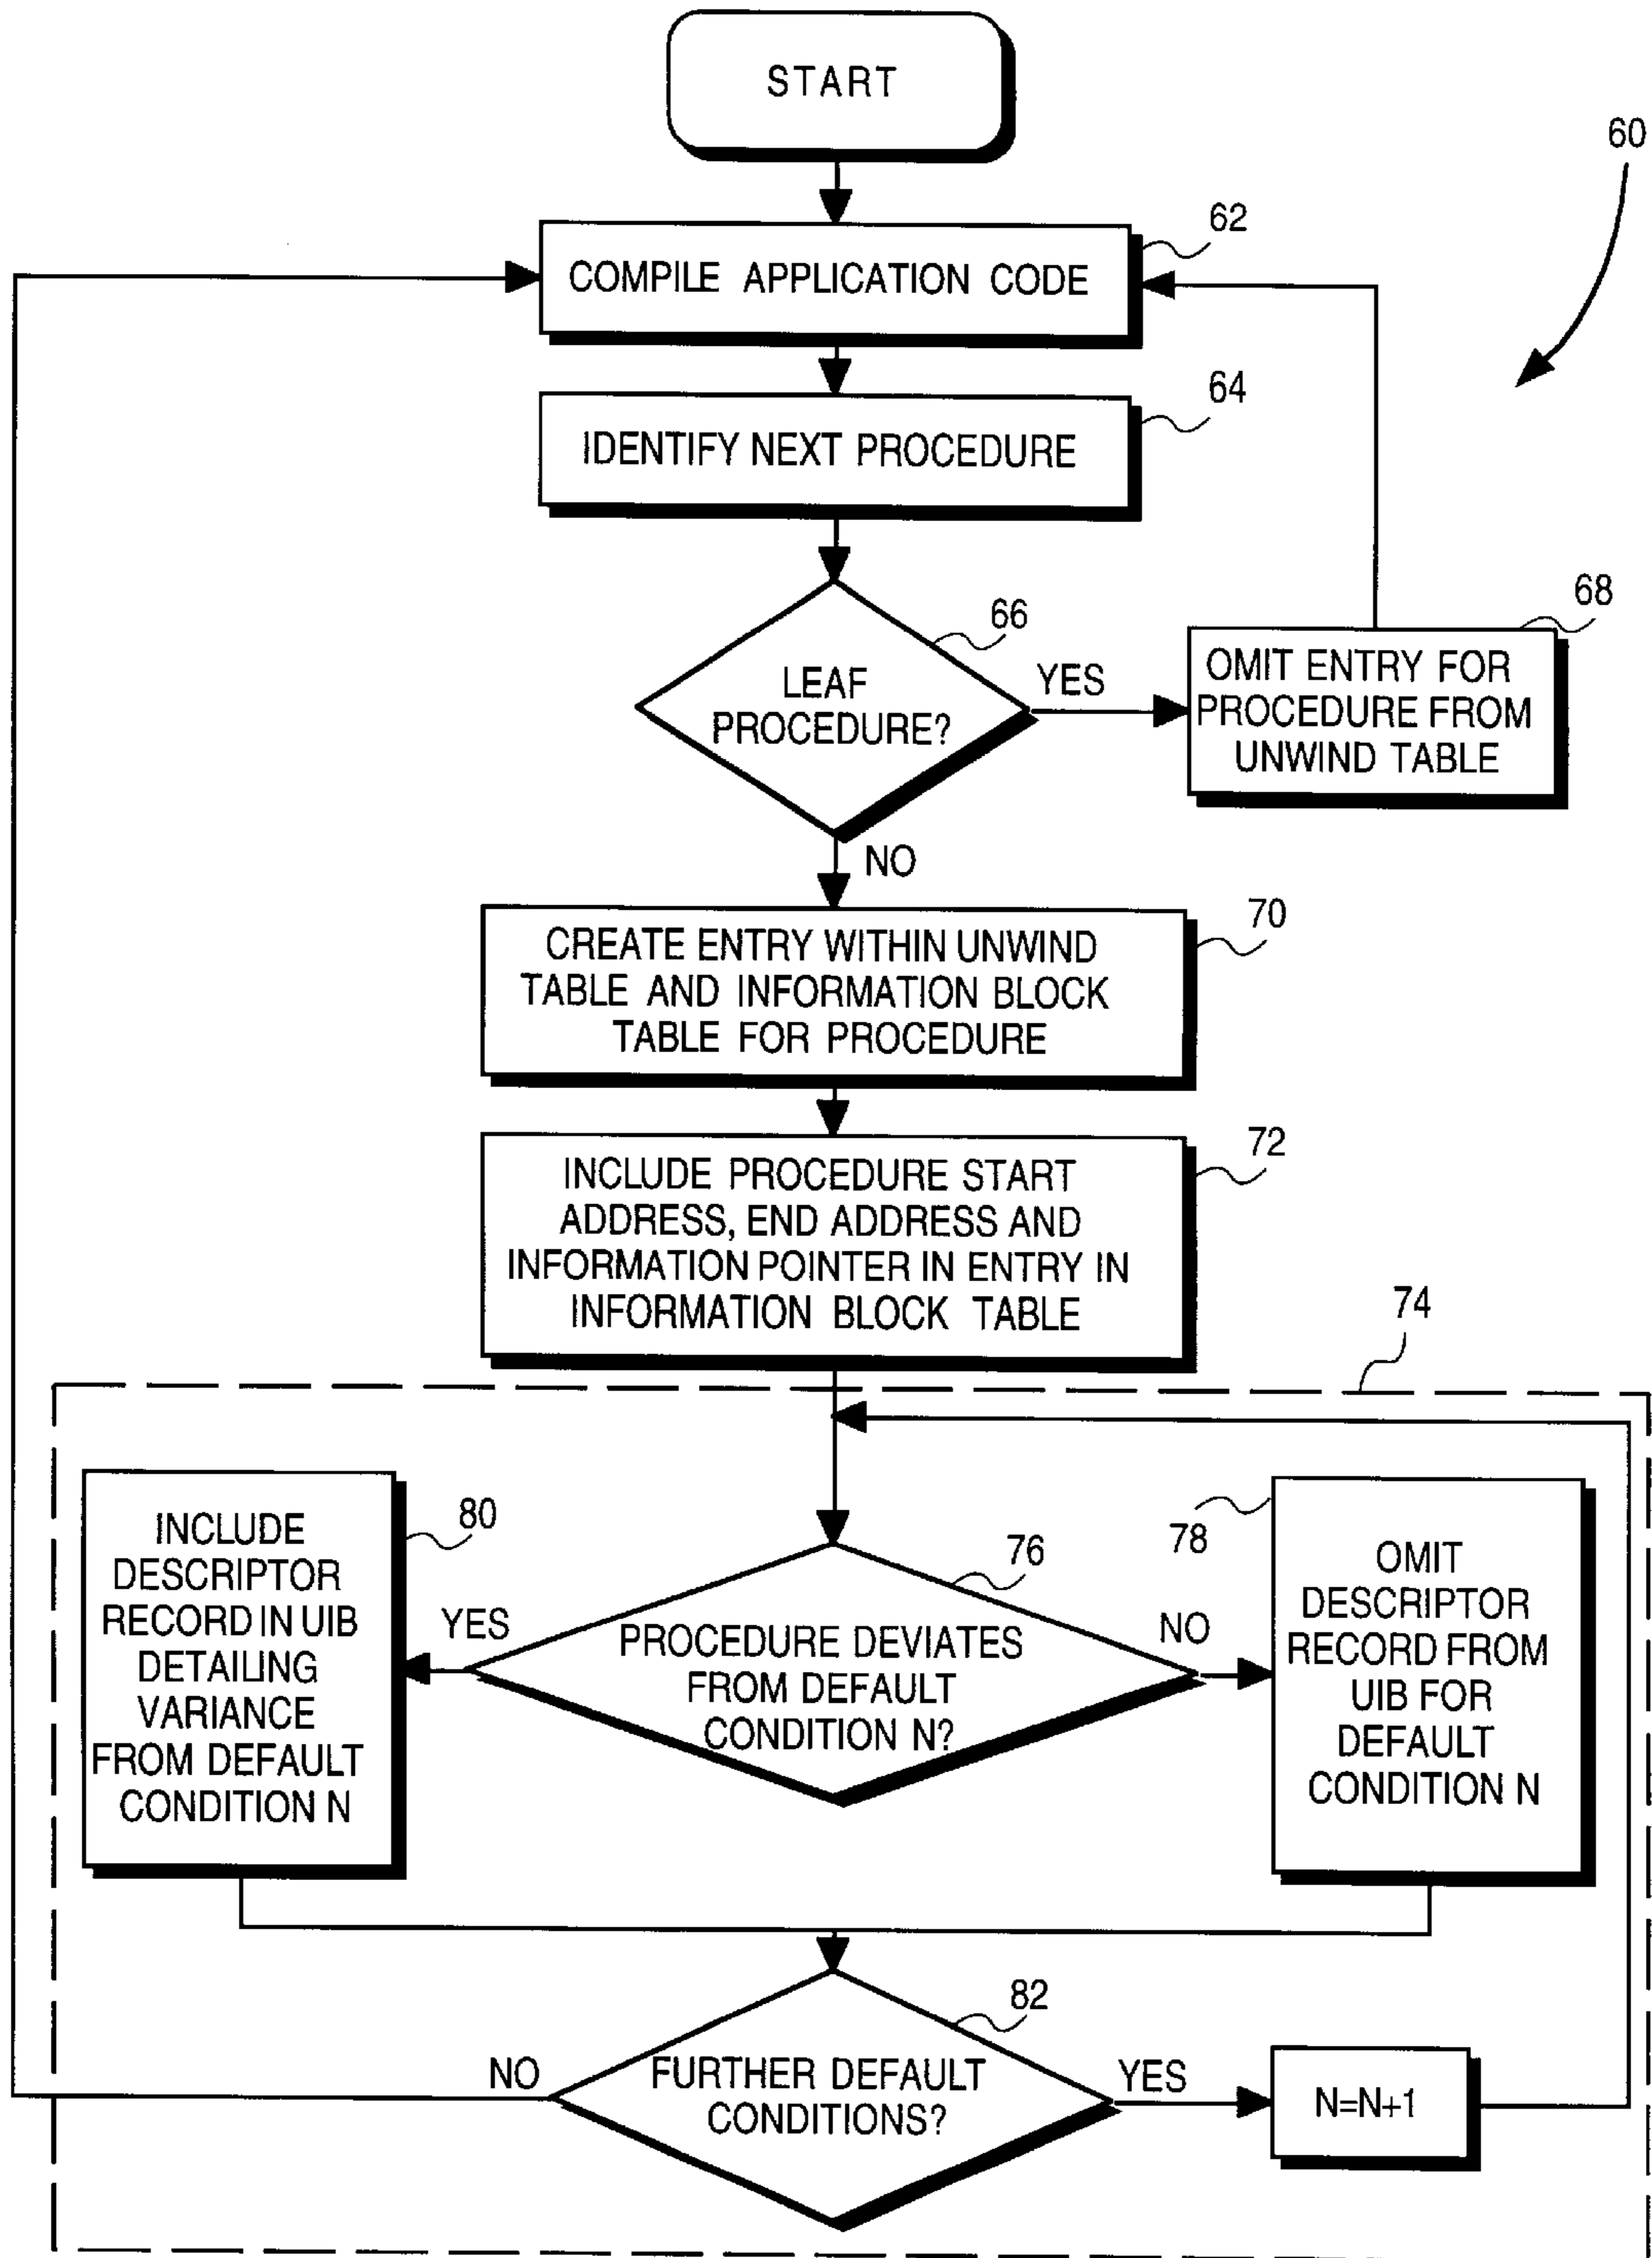 START
60
62
COMPILE APPLICATION CODE
64
IDENTIFY NEXT PROCEDURE
66
LEAF
PROCEDURE?
YES
68
OMIT ENTRY FOR
PROCEDURE FROM
UNWIND TABLE
NO
70
CREATE ENTRY WITHIN UNWIND
TABLE AND INFORMATION BLOCK
TABLE FOR PROCEDURE
72
INCLUDE PROCEDURE START
ADDRESS, END ADDRESS AND
INFORMATION POINTER IN ENTRY IN
INFORMATION BLOCK TABLE
74
76
PROCEDURE DEVIATES
FROM DEFAULT
CONDITION N?
YES
80
INCLUDE
DESCRIPTOR
RECORD IN UIB
DETAILING
VARIANCE
FROM DEFAULT
CONDITION N
NO
78
OMIT
DESCRIPTOR
RECORD FROM
UIB FOR
DEFAULT
CONDITION N
82
FURTHER DEFAULT
CONDITIONS?
NO
YES
N=N+1